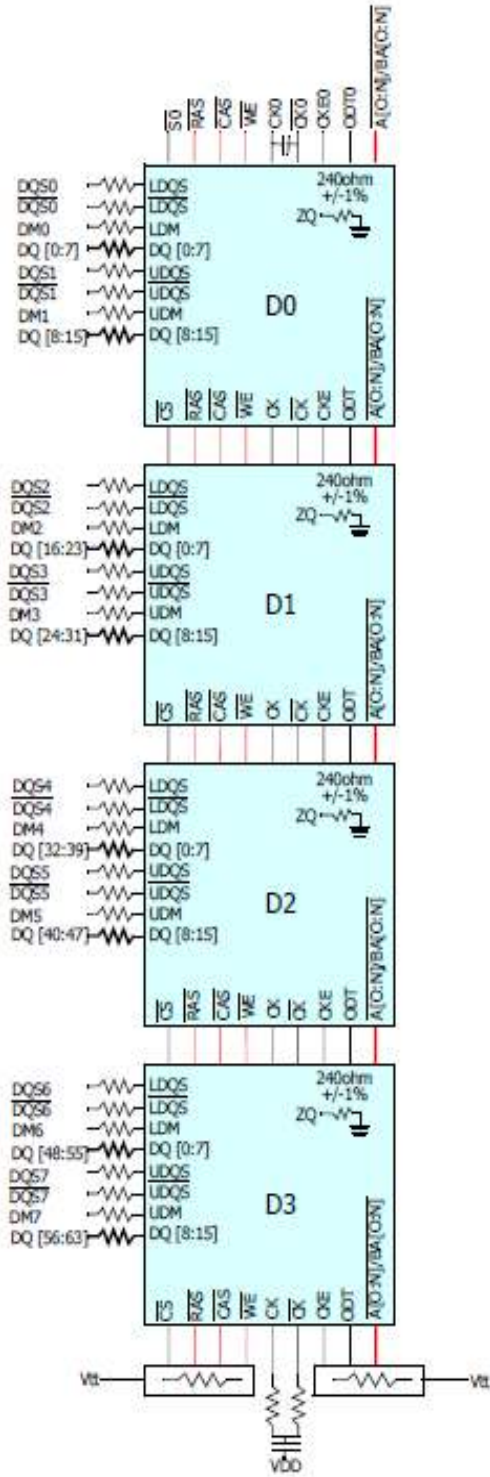 S0 RAS CAS WE CK0 CK0 CKE0 ODT0 A[O:N]/BA[O:N]
DQS0 LDQS
DQS0 LDQS
DM0 LDM
DQ [0:7] DQ [0:7]
DQS1 UDQS
DQS1 UDQS
DM1 UDM
DQ [8:15] DQ [8:15]
240ohm
+/-1%
ZQ
D0
CS RAS CAS WE CK CK CKE ODT A[O:N]/BA[O:N]
DQS2 LDQS
DQS2 LDQS
DM2 LDM
DQ [16:23] DQ [0:7]
DQS3 UDQS
DQS3 UDQS
DM3 UDM
DQ [24:31] DQ [8:15]
240ohm
+/-1%
ZQ
D1
CS RAS CAS WE CK CK CKE ODT A[O:N]/BA[O:N]
DQS4 LDQS
DQS4 LDQS
DM4 LDM
DQ [32:39] DQ [0:7]
DQS5 UDQS
DQS5 UDQS
DM5 UDM
DQ [40:47] DQ [8:15]
240ohm
+/-1%
ZQ
D2
CS RAS CAS WE CK CK CKE ODT A[O:N]/BA[O:N]
DQS6 LDQS
DQS6 LDQS
DM6 LDM
DQ [48:55] DQ [0:7]
DQS7 UDQS
DQS7 UDQS
DM7 UDM
DQ [56:63] DQ [8:15]
240ohm
+/-1%
ZQ
D3
CS RAS CAS WE CK CK CKE ODT A[O:N]/BA[O:N]
Vtt
Vtt
VDD